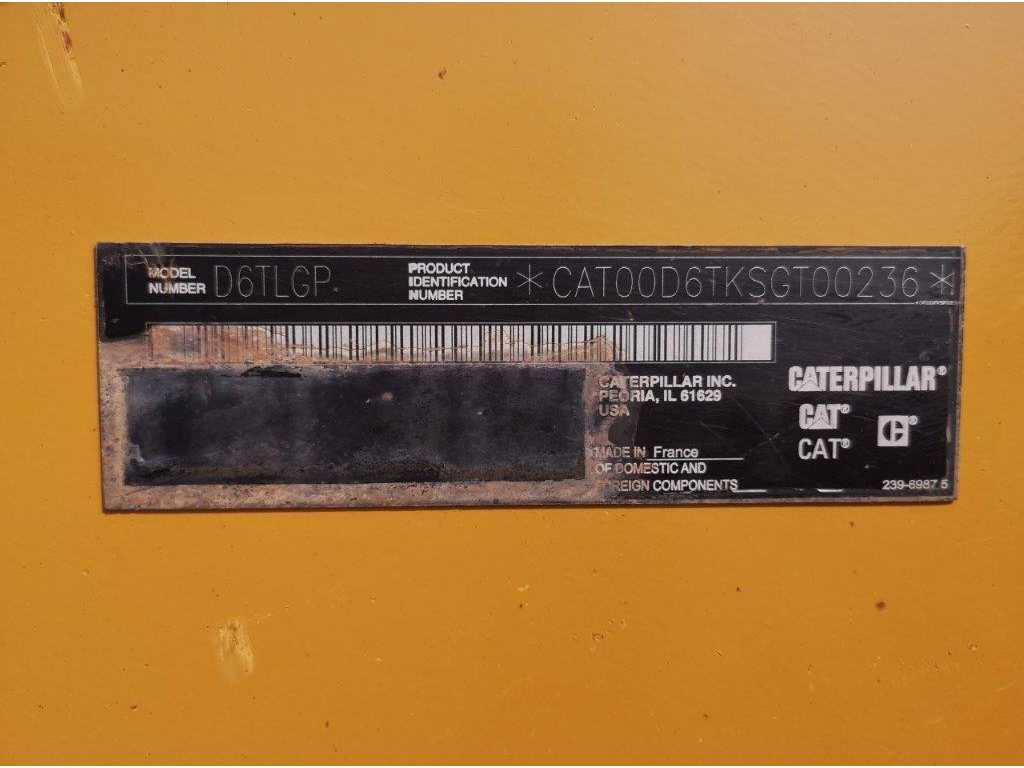 MODEL NUMBER D6TLGP PRODUCT IDENTIFICATION NUMBER *CAT00D6TKSGT00236*
CATERPILLAR INC.
PEORIA, IL 61629
USA
MADE IN France
OF DOMESTIC AND
FOREIGN COMPONENTS
CATERPILLAR®
CAT®
CAT®
C®
239-6987 5